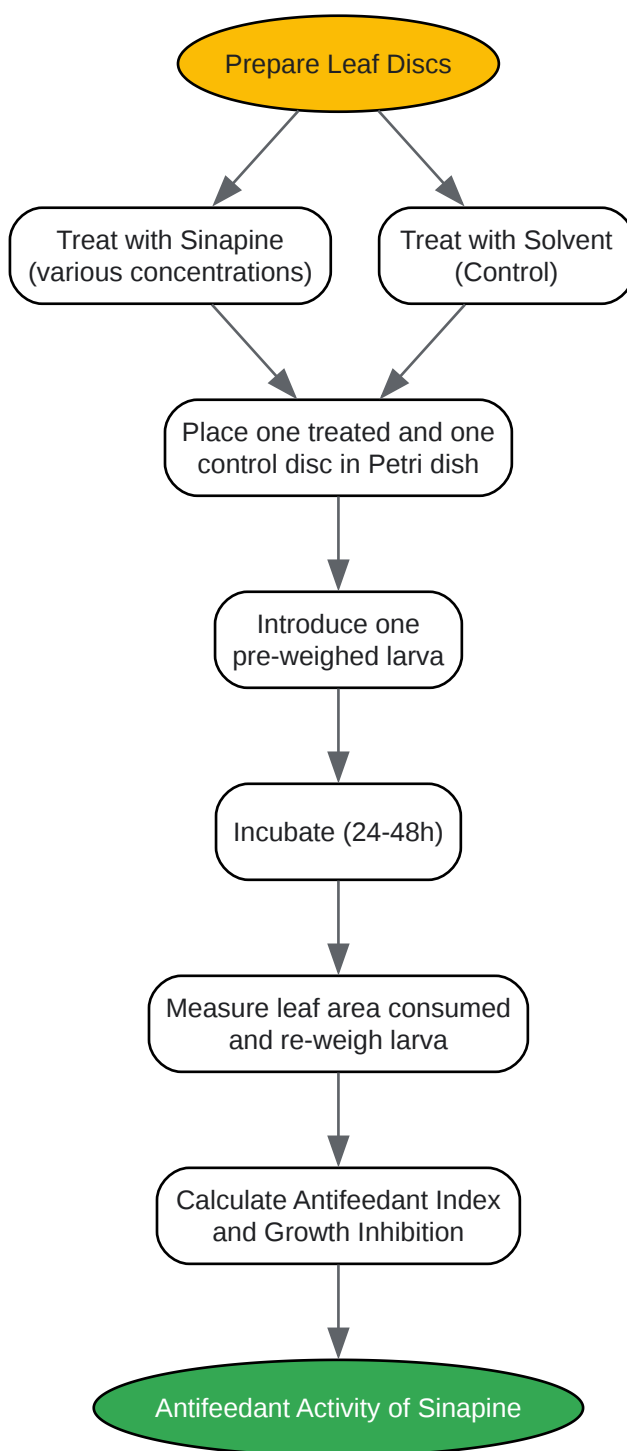 Prepare Leaf Discs
Treat with Sinapine
(various concentrations)
Treat with Solvent
(Control)
Place one treated and one
control disc in Petri dish
Introduce one
pre-weighed larva
Incubate (24-48h)
Measure leaf area consumed
and re-weigh larva
Calculate Antifeedant Index
and Growth Inhibition
Antifeedant Activity of Sinapine